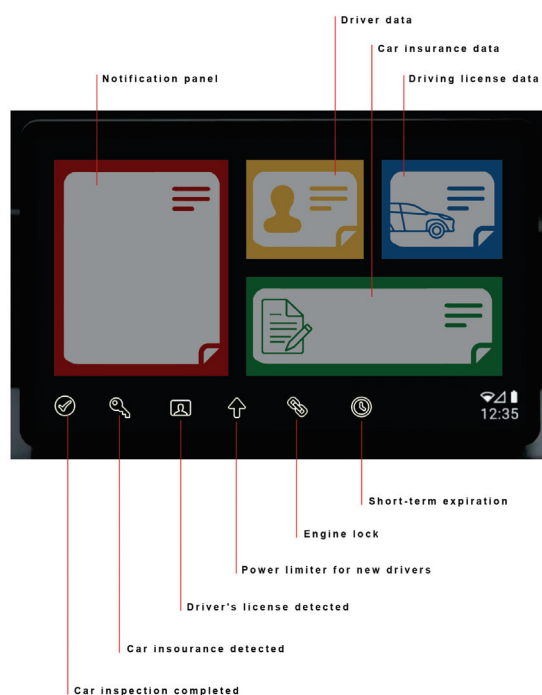 Driver data
Car insurance data
Notification panel
Driving license data
12:35
Short-term expiration
Engine lock
Power limiter for new drivers
Driver's license detected
Car insourance detected
Car inspection completed